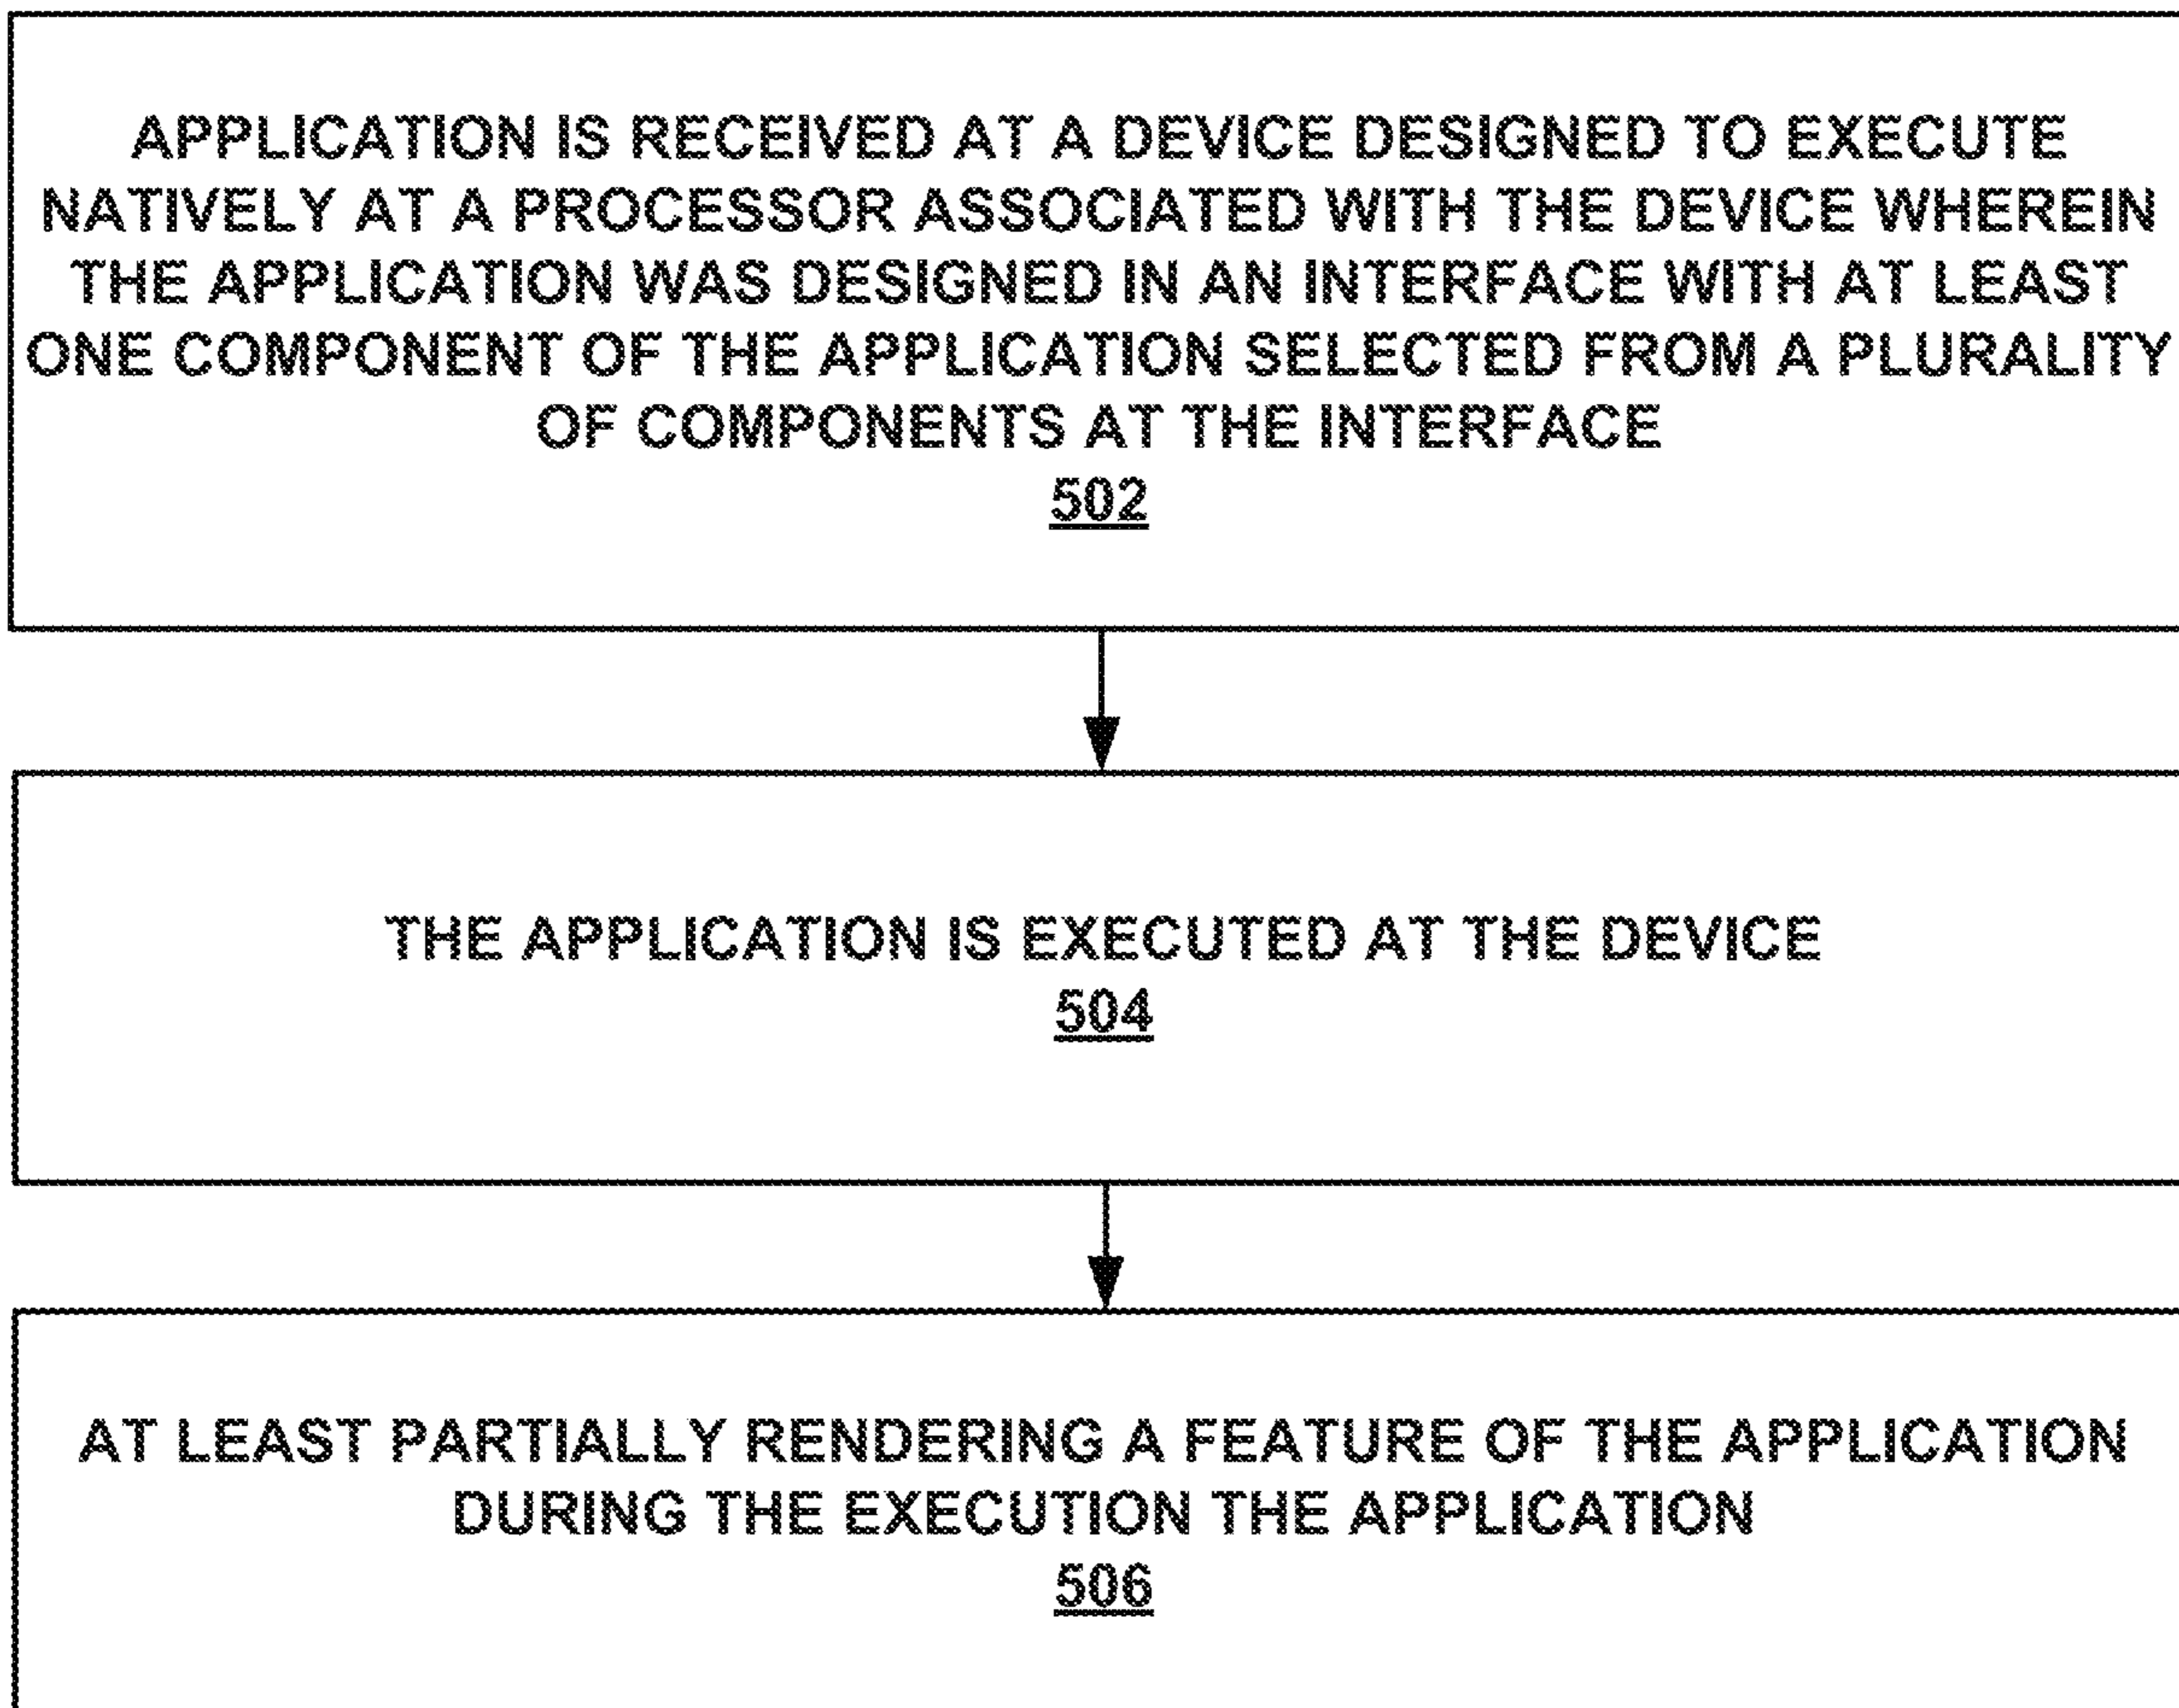 APPLICATION IS RECEIVED AT A DEVICE DESIGNED TO EXECUTE
NATIVELY AT A PROCESSOR ASSOCIATED WITH THE DEVICE WHEREIN
THE APPLICATION WAS DESIGNED IN AN INTERFACE WITH AT LEAST
ONE COMPONENT OF THE APPLICATION SELECTED FROM A PLURALITY
OF COMPONENTS AT THE INTERFACE
502
THE APPLICATION IS EXECUTED AT THE DEVICE
504
AT LEAST PARTIALLY RENDERING A FEATURE OF THE APPLICATION
DURING THE EXECUTION THE APPLICATION
506